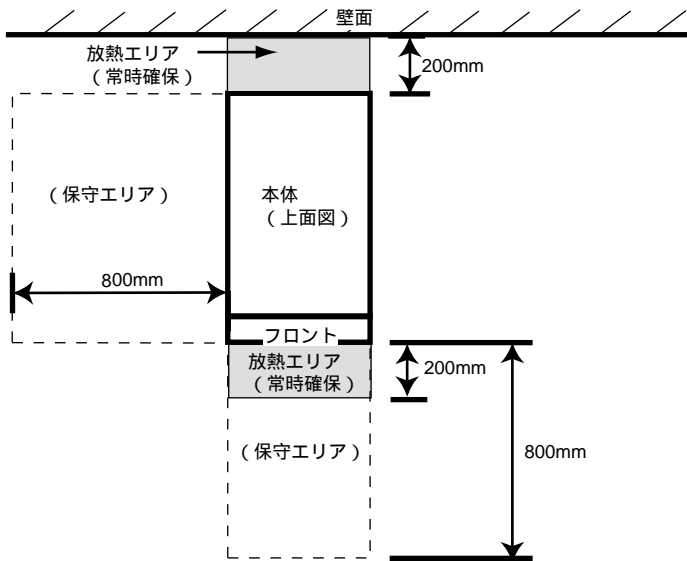 壁面
放熱エリア
（常時確保）
200mm
（保守エリア）
本体
（上面図）
800mm
フロント
放熱エリア
（常時確保）
200mm
（保守エリア）
800mm